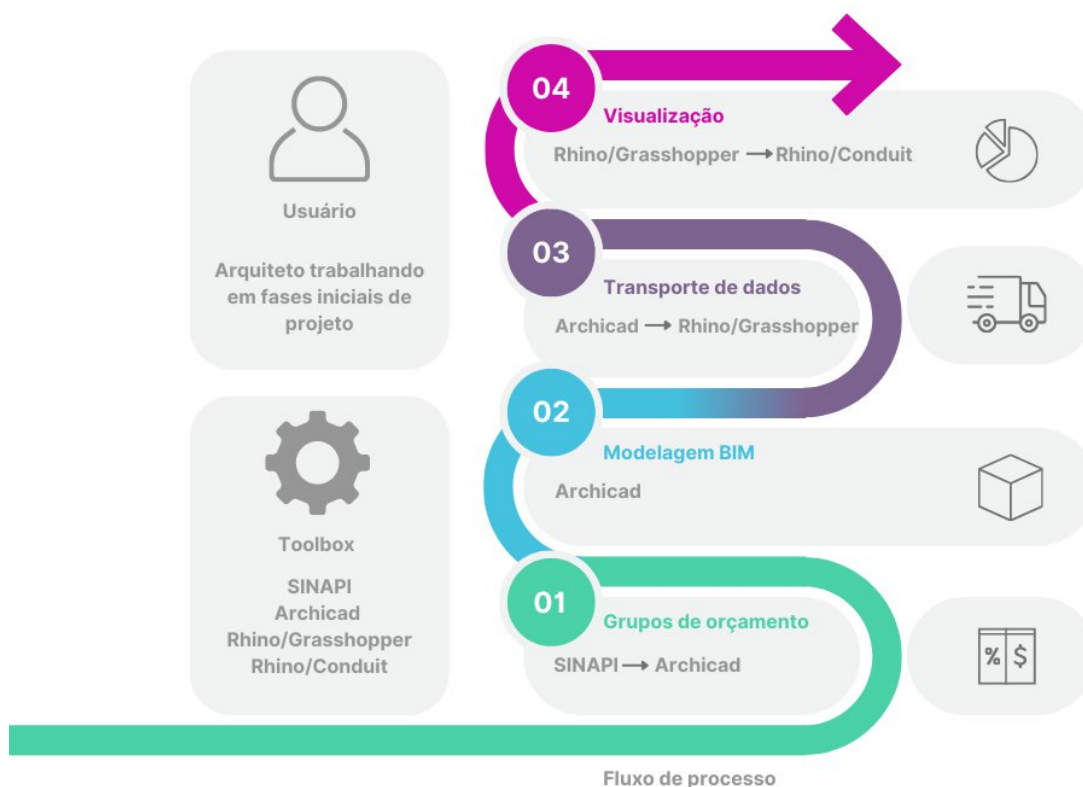 Usuário
Arquiteto trabalhando
em fases iniciais de
projeto
Toolbox
SINAPI
Archicad
Rhino/Grasshopper
Rhino/Conduit
04
Visualização
Rhino/Grasshopper → Rhino/Conduit
03
Transporte de dados
Archicad → Rhino/Grasshopper
02
Modelagem BIM
Archicad
01
Grupos de orçamento
SINAPI → Archicad
% $
Fluxo de processo